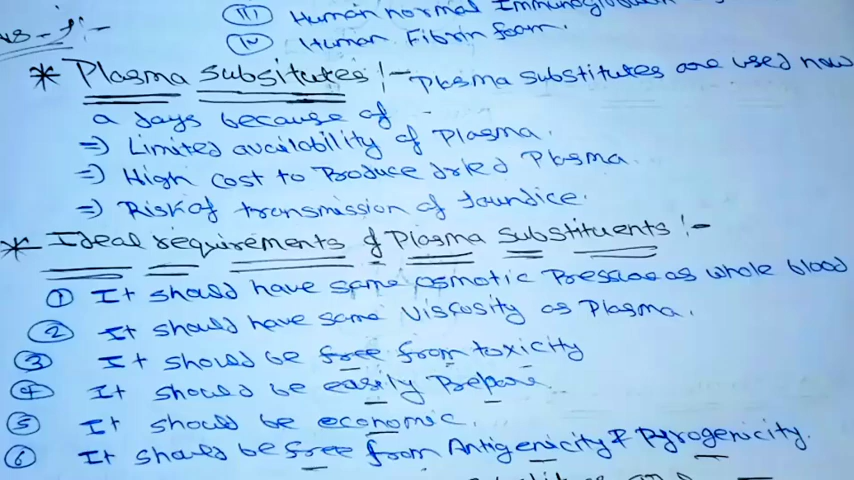 (iii) Human normal Immunoglobulin
(iv) Human Fibrin foam.
* Plasma Subsitutes :- Plasma substitutes are used now
a days because of
⇒ Limited availability of Plasma.
⇒ High cost to Produce dried Plasma
⇒ Risk of transmission of Jaundice.
* Ideal requirements of Plasma substituents :-
① It should have same osmotic Pressure as whole blood
② It should have same Viscosity as Plasma.
③ It should be free from toxicity
④ It should be easily Prepare.
⑤ It should be economic.
⑥ It should be free from Antigenicity & Pyrogenicity.